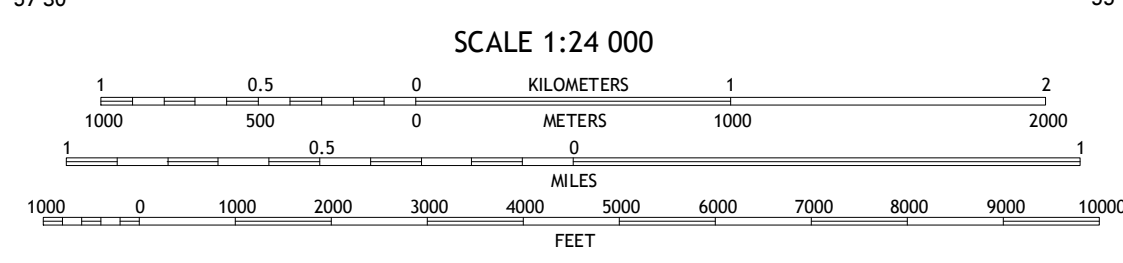 SCALE 1:24 000
1 0.5 0 KILOMETERS 1 2
1000 500 0 METERS 1000 2000
1 0.5 0 1
MILES
1000 0 1000 2000 3000 4000 5000 6000 7000 8000 9000 10000
FEET